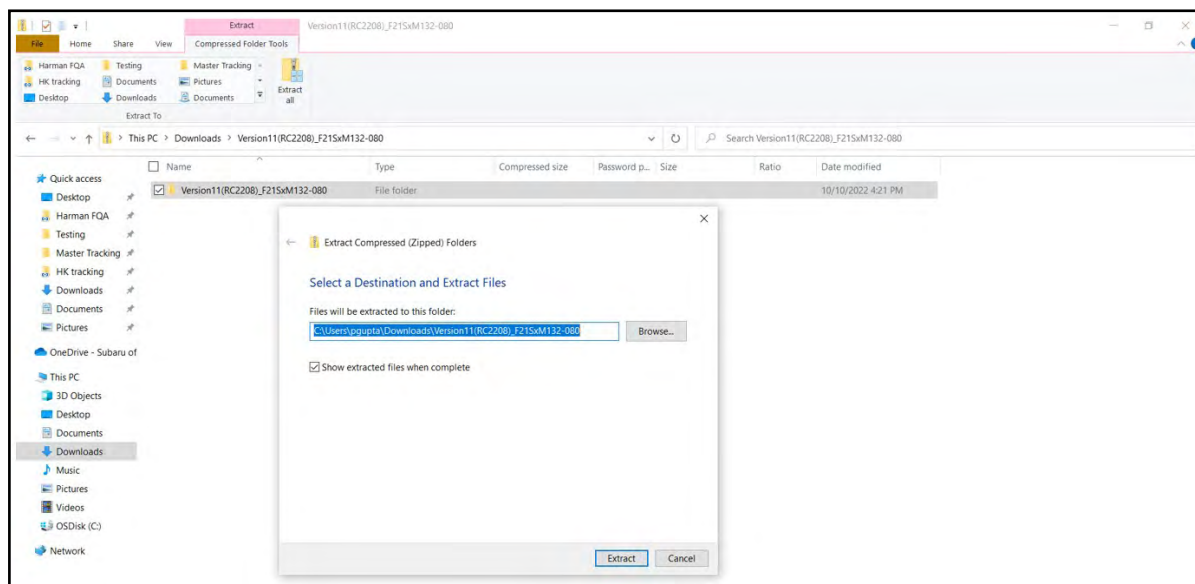 Extract
Version11(RC2208)_F21SxM132-080
File
Home
Share
View
Compressed Folder Tools
Harman FQA
Testing
Master Tracking
HK tracking
Documents
Pictures
Desktop
Downloads
Documents
Extract all
Extract To
This PC > Downloads > Version11(RC2208)_F21SxM132-080
Search Version11(RC2208)_F21SxM132-080
Name
Type
Compressed size
Password p...
Size
Ratio
Date modified
Version11(RC2208)_F21SxM132-080
File folder
10/10/2022 4:21 PM
Quick access
Desktop
Harman FQA
Testing
Master Tracking
HK tracking
Downloads
Documents
Pictures
OneDrive - Subaru of
This PC
3D Objects
Desktop
Documents
Downloads
Music
Pictures
Videos
OSDisk (C:)
Network
Extract Compressed (Zipped) Folders
Select a Destination and Extract Files
Files will be extracted to this folder:
C:\Users\pgupta\Downloads\Version11(RC2208)_F21SxM132-080
Browse...
Show extracted files when complete
Extract
Cancel